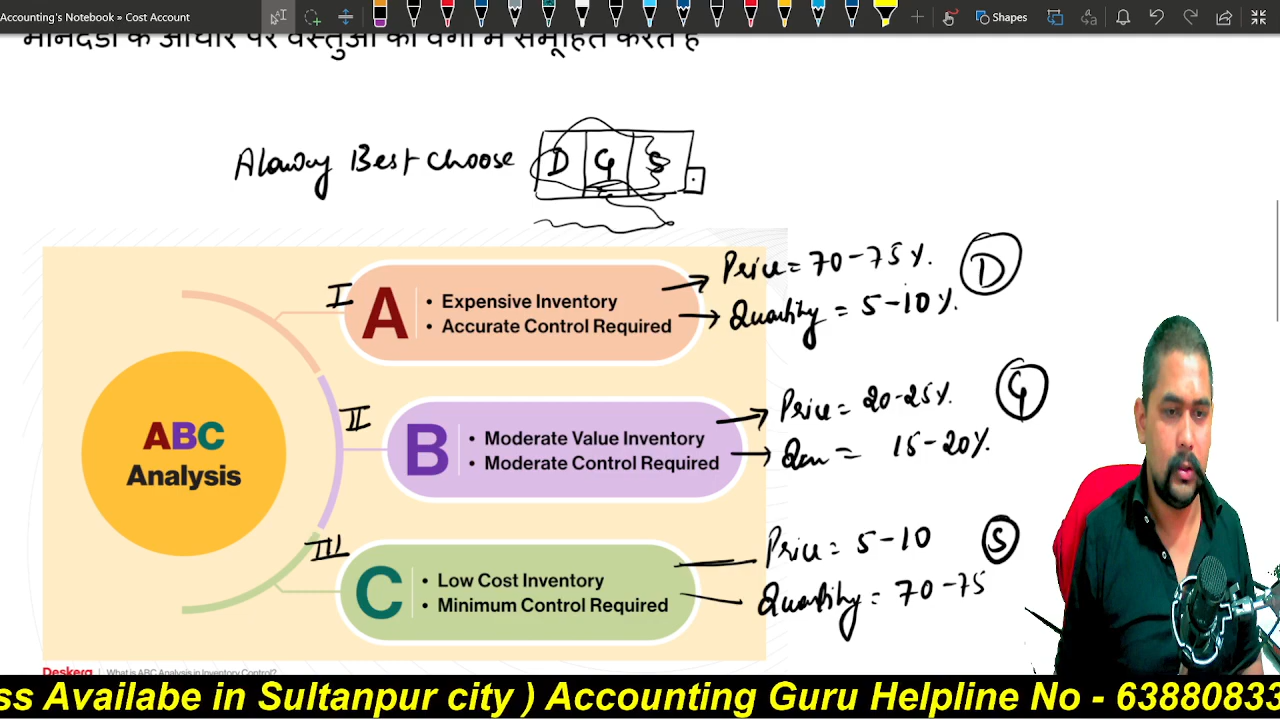 Accounting's Notebook » Cost Account
Shapes
मानदंडों के आधार पर वस्तुओं को वर्गों में समूहित करते हैं
Alaway Best Choose D G S
I
A
• Expensive Inventory
• Accurate Control Required
Price = 70-75%.
Quantity = 5-10%.
D
II
B
• Moderate Value Inventory
• Moderate Control Required
Price = 20-25%.
Qan = 15-20%.
G
ABC
Analysis
III
C
• Low Cost Inventory
• Minimum Control Required
Price = 5-10
Quantity = 70-75
S
Deskera | What is ABC Analysis in Inventory Control?
ss Availabe in Sultanpur city ) Accounting Guru Helpline No - 63880833